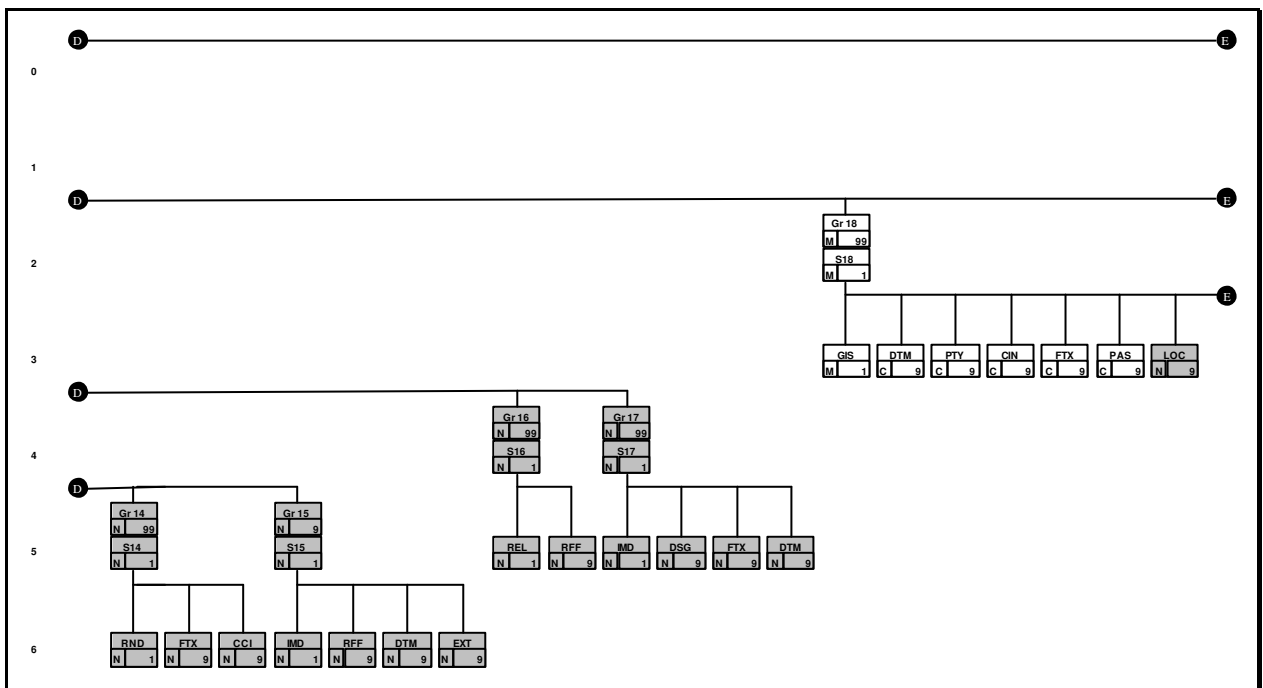 D E
0
1
D E
Gr 18
M 99
2
S18
M 1
E
3
GIS DTM PTY CIN FTX PAS LOC
M 1 C 9 C 9 C 9 C 9 C 9 N 9
D
Gr 16 Gr 17
N 99 N 99
4
S16 S17
N 1 N 1
D
Gr 14 Gr 15
N 99 N 9
5
S14 S15 REL RFF IMD DSG FTX DTM
N 1 N 1 N 1 N 9 N 1 N 9 N 9 N 9
6
RND FTX CCI IMD RFF DTM EXT
N 1 N 9 N 9 N 1 N 9 N 9 N 9